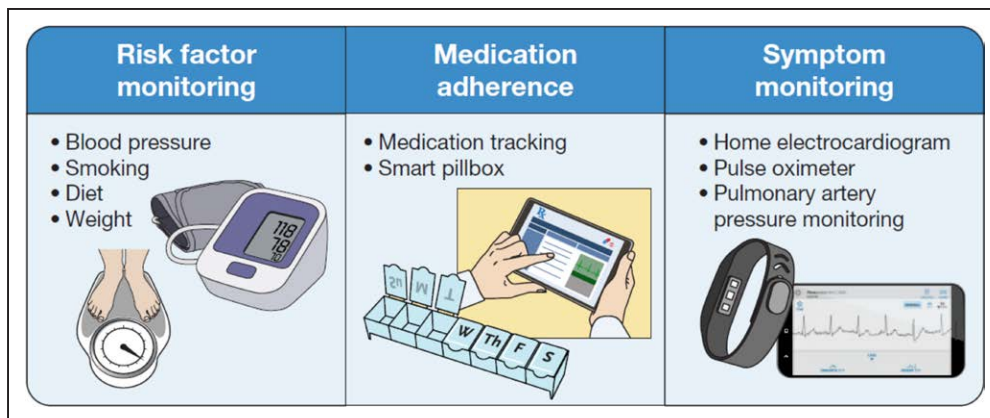 Risk factor
monitoring
• Blood pressure
• Smoking
• Diet
• Weight
118
78
70
Medication
adherence
• Medication tracking
• Smart pillbox
Rx
Su M T
W Th F S
Symptom
monitoring
• Home electrocardiogram
• Pulse oximeter
• Pulmonary artery
pressure monitoring